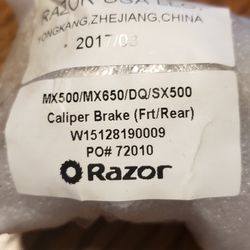 RAZOR USA LLC.
YONGKANG,ZHEJIANG,CHINA
2017/03
MX500/MX650/DQ/SX500
Caliper Brake (Frt/Rear)
W15128190009
PO# 72010
Razor